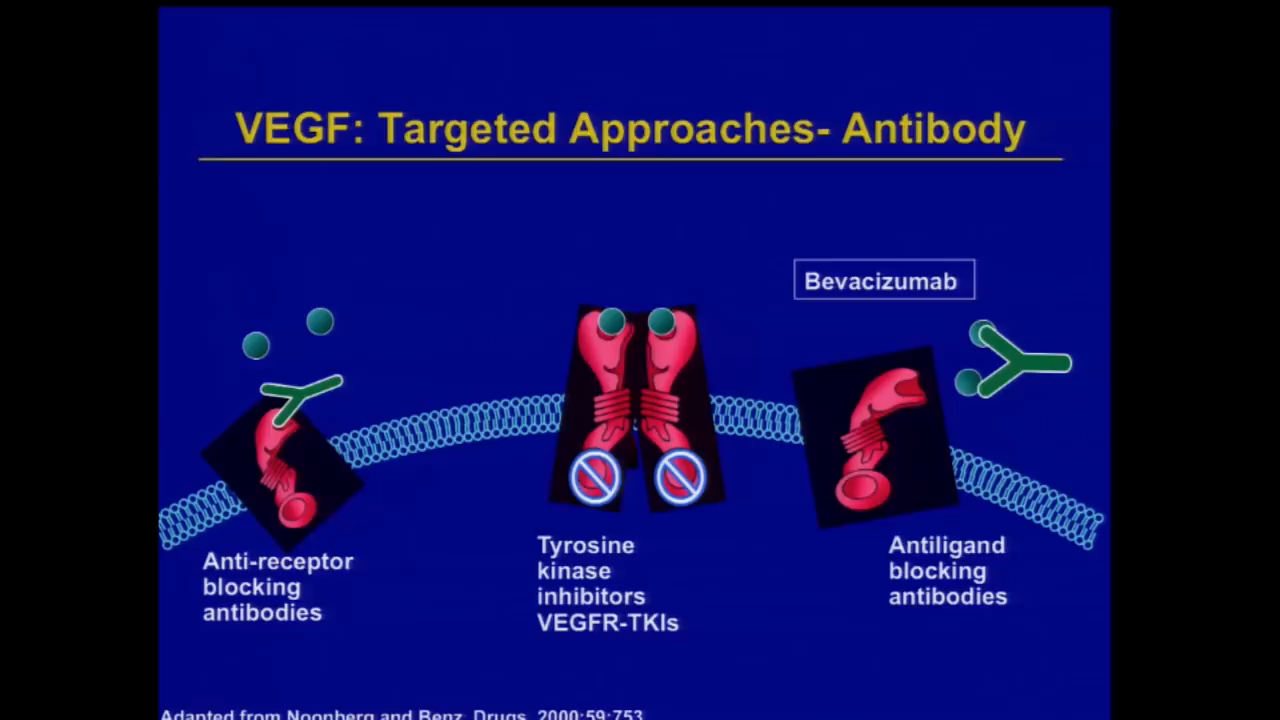 VEGF: Targeted Approaches- Antibody
Bevacizumab
Anti-receptor
blocking
antibodies
Tyrosine
kinase
inhibitors
VEGFR-TKIs
Antiligand
blocking
antibodies
Adapted from Noonberg and Benz. Drugs. 2000;59:753